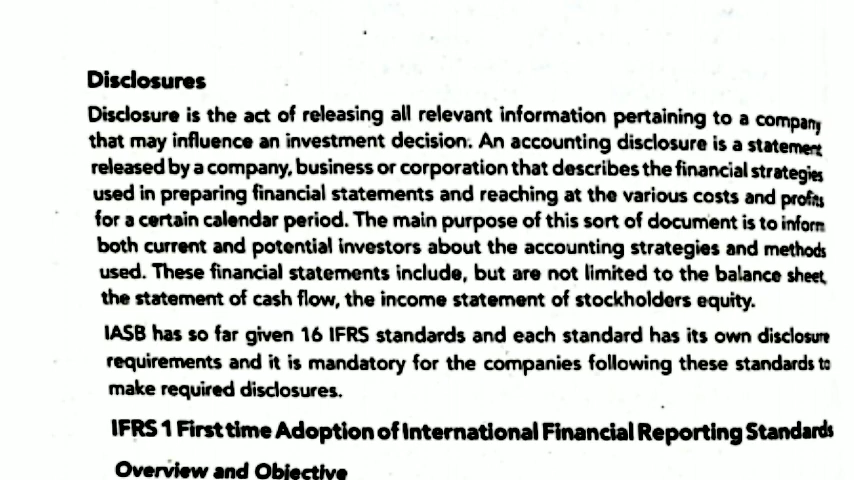 Disclosures
Disclosure is the act of releasing all relevant information pertaining to a company
that may influence an investment decision. An accounting disclosure is a statement
released by a company, business or corporation that describes the financial strategies
used in preparing financial statements and reaching at the various costs and profits
for a certain calendar period. The main purpose of this sort of document is to inform
both current and potential investors about the accounting strategies and methods
used. These financial statements include, but are not limited to the balance sheet,
the statement of cash flow, the income statement of stockholders equity.
IASB has so far given 16 IFRS standards and each standard has its own disclosure
requirements and it is mandatory for the companies following these standards to
make required disclosures.
IFRS 1 First time Adoption of International Financial Reporting Standards
Overview and Objective